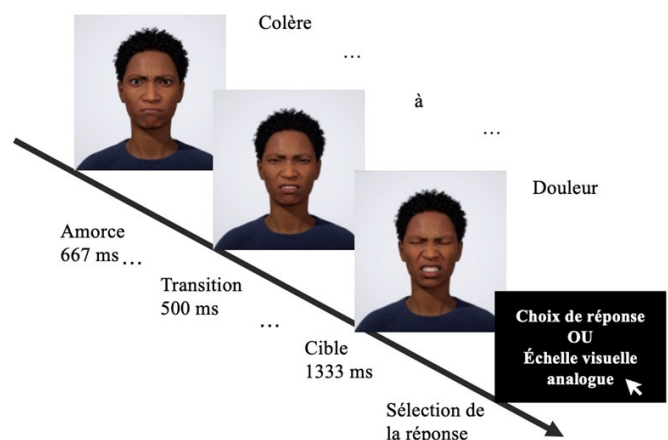 Colère
...
à
...
Douleur
Amorce
667 ms
...
Transition
500 ms
...
Cible
1333 ms
Choix de réponse
OU
Échelle visuelle
analogue
Sélection de
la réponse